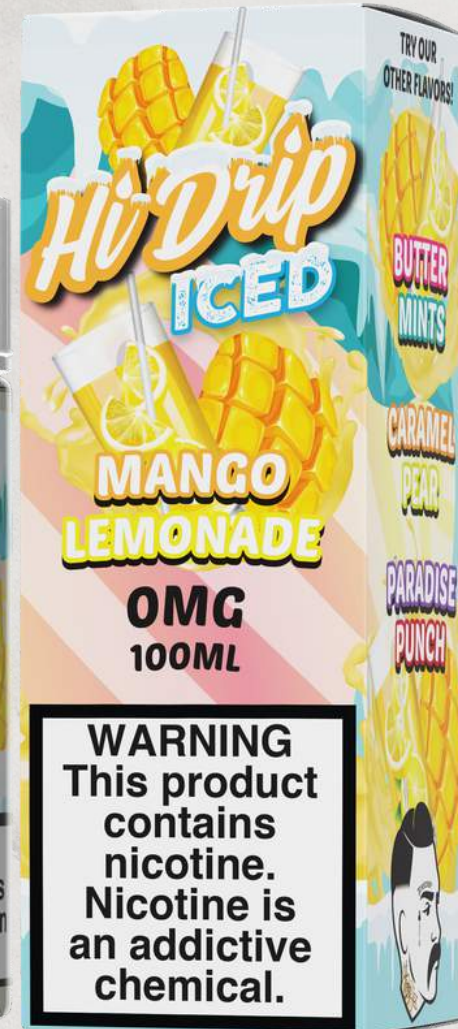 Hi Drip
ICED
MANGO
LEMONADE
0MG
100ML
WARNING
This product
contains
nicotine.
Nicotine is
an addictive
chemical.
TRY OUR
OTHER FLAVORS!
BUTTER
MINTS
CARAMEL
PEAR
PARADISE
PUNCH